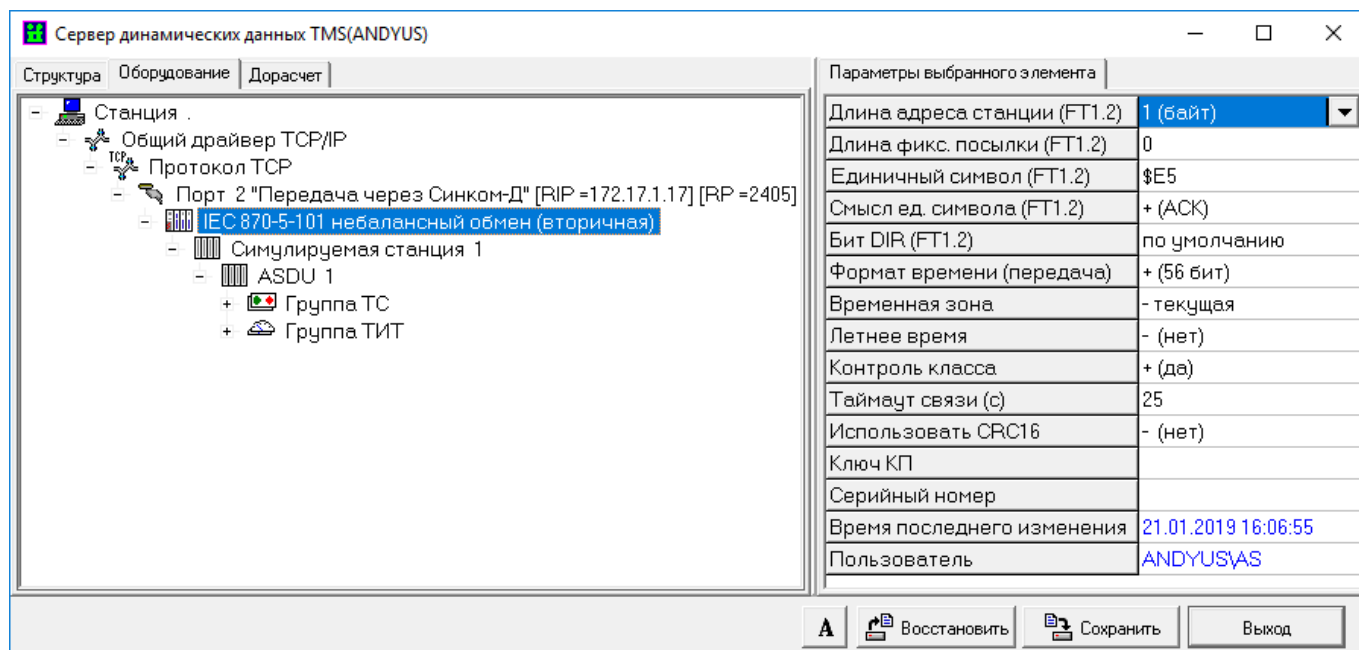 Сервер динамических данных TMS(ANDYUS)
Структура Оборудование Дорасчет
Станция .
Общий драйвер TCP/IP
TCP
Протокол TCP
Порт 2 "Передача через Синком-Д" [RIP =172.17.1.17] [RP =2405]
IEC 870-5-101 небалансный обмен (вторичная)
Симулируемая станция 1
ASDU 1
Группа ТС
Группа ТИТ
Параметры выбранного элемента
Длина адреса станции (FT1.2) 1 (байт)
Длина фикс. посылки (FT1.2) 0
Единичный символ (FT1.2) $E5
Смысл ед. символа (FT1.2) + (ACK)
Бит DIR (FT1.2) по умолчанию
Формат времени (передача) + (56 бит)
Временная зона - текущая
Летнее время - (нет)
Контроль класса + (да)
Таймаут связи (с) 25
Использовать CRC16 - (нет)
Ключ КП
Серийный номер
Время последнего изменения 21.01.2019 16:06:55
Пользователь ANDYUS\AS
A Восстановить Сохранить Выход